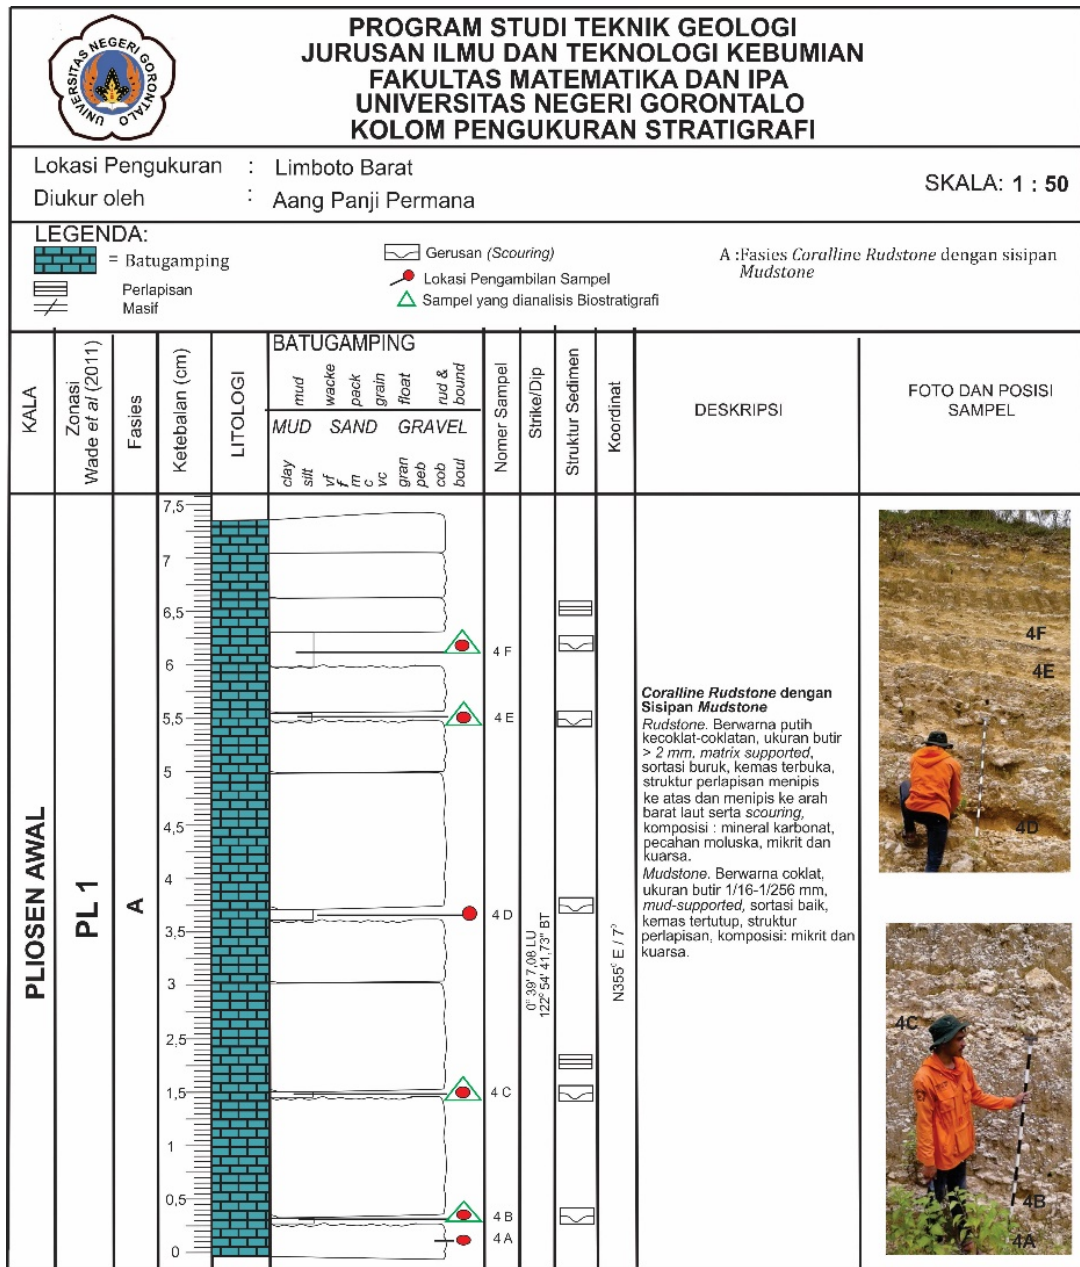 UNIVERSITAS NEGERI GORONTALO
PROGRAM STUDI TEKNIK GEOLOGI
JURUSAN ILMU DAN TEKNOLOGI KEBUMIAN
FAKULTAS MATEMATIKA DAN IPA
UNIVERSITAS NEGERI GORONTALO
KOLOM PENGUKURAN STRATIGRAFI
Lokasi Pengukuran : Limboto Barat
Diukur oleh : Aang Panji Permana
SKALA: 1 : 50
LEGENDA:
= Batugamping
Perlapisan
Masif
Gerusan (Scouring)
Lokasi Pengambilan Sampel
Sampel yang dianalisis Biostratigrafi
A :Fasies Coralline Rudstone dengan sisipan
Mudstone
KALA
Zonasi
Wade et al (2011)
Fasies
Ketebalan (cm)
LITOLOGI
BATUGAMPING
mud
wacke
pack
grain
float
rud &
bound
MUD SAND GRAVEL
clay
silt
vf
f
m
c
vc
gran
peb
cob
boul
Nomer Sampel
Strike/Dip
Struktur Sedimen
Koordinat
DESKRIPSI
FOTO DAN POSISI
SAMPEL
PLIOSEN AWAL
PL 1
A
7,5
7
6,5
6
5,5
5
4,5
4
3,5
3
2,5
1,5
1
0,5
0
4 F
4 E
4 D
4 C
4 B
4A
0° 39' 7,08 LU
122° 54' 41,73" BT
N355° E / 7°
Coralline Rudstone dengan
Sisipan Mudstone
Rudstone. Berwarna putih
kecoklat-coklatan, ukuran butir
> 2 mm, matrix supported,
sortasi buruk, kemas terbuka,
struktur perlapisan menipis
ke atas dan menipis ke arah
barat laut serta scouring,
komposisi : mineral karbonat,
pecahan moluska, mikrit dan
kuarsa.
Mudstone. Berwarna coklat,
ukuran butir 1/16-1/256 mm,
mud-supported, sortasi baik,
kemas tertutup, struktur
perlapisan, komposisi: mikrit dan
kuarsa.
4F
4E
4D
4C
4B
4A